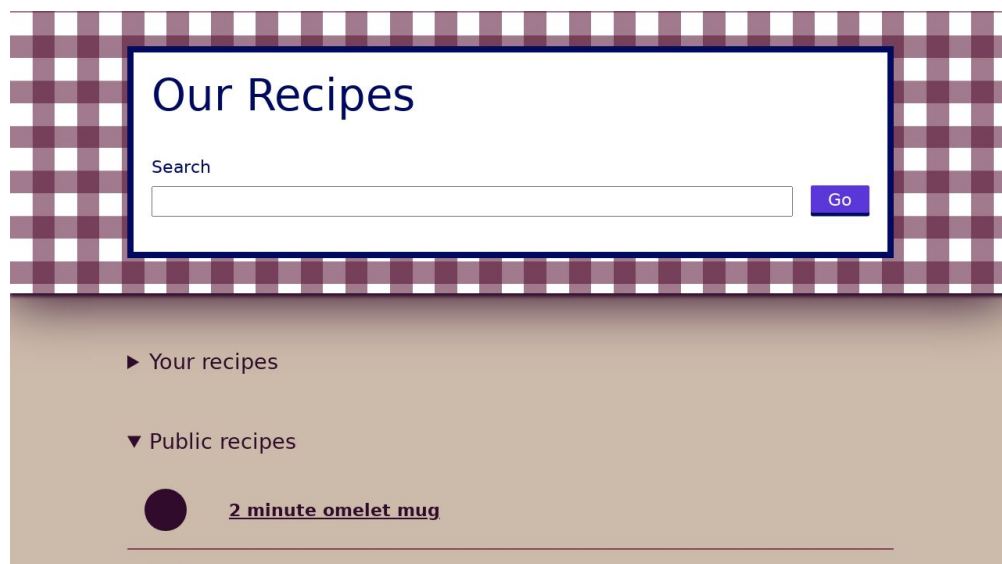 Our Recipes
Search
Go
Your recipes
Public recipes
2 minute omelet mug